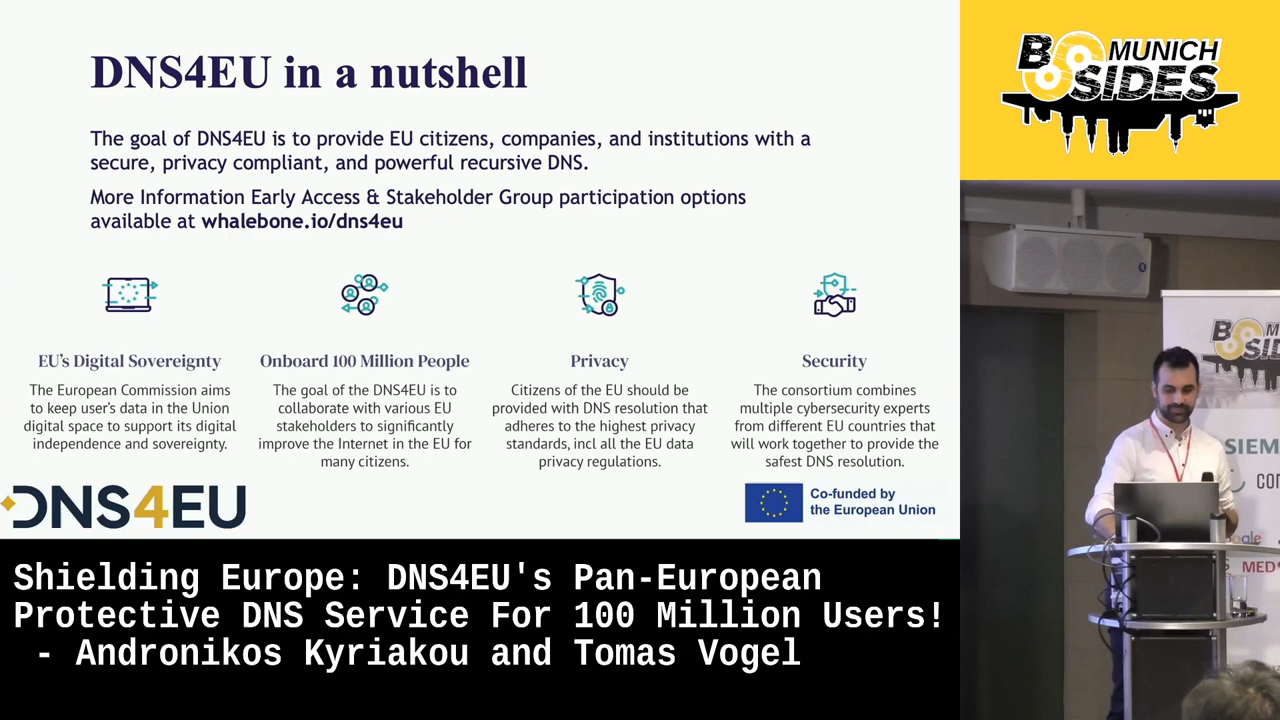 DNS4EU in a nutshell
The goal of DNS4EU is to provide EU citizens, companies, and institutions with a
secure, privacy compliant, and powerful recursive DNS.
More Information Early Access & Stakeholder Group participation options
available at whalebone.io/dns4eu
EU's Digital Sovereignty
The European Commission aims
to keep user's data in the Union
digital space to support its digital
independence and sovereignty.
Onboard 100 Million People
The goal of the DNS4EU is to
collaborate with various EU
stakeholders to significantly
improve the Internet in the EU for
many citizens.
Privacy
Citizens of the EU should be
provided with DNS resolution that
adheres to the highest privacy
standards, incl all the EU data
privacy regulations.
Security
The consortium combines
multiple cybersecurity experts
from different EU countries that
will work together to provide the
safest DNS resolution.
DNS4EU
Co-funded by
the European Union
BSIDES MUNICH
SIEM
MED
Shielding Europe: DNS4EU's Pan-European
Protective DNS Service For 100 Million Users!
- Andronikos Kyriakou and Tomas Vogel